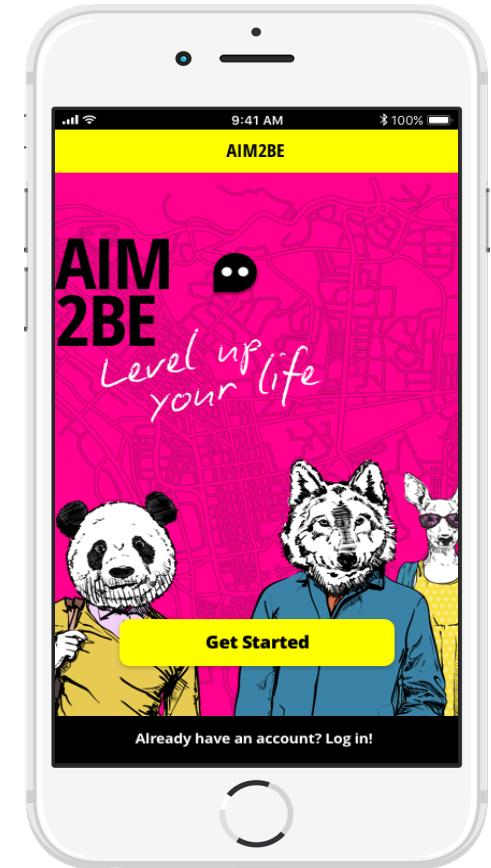 9:41 AM
100%
AIM2BE
AIM
2BE
Level up
your life
Get Started
Already have an account? Log in!